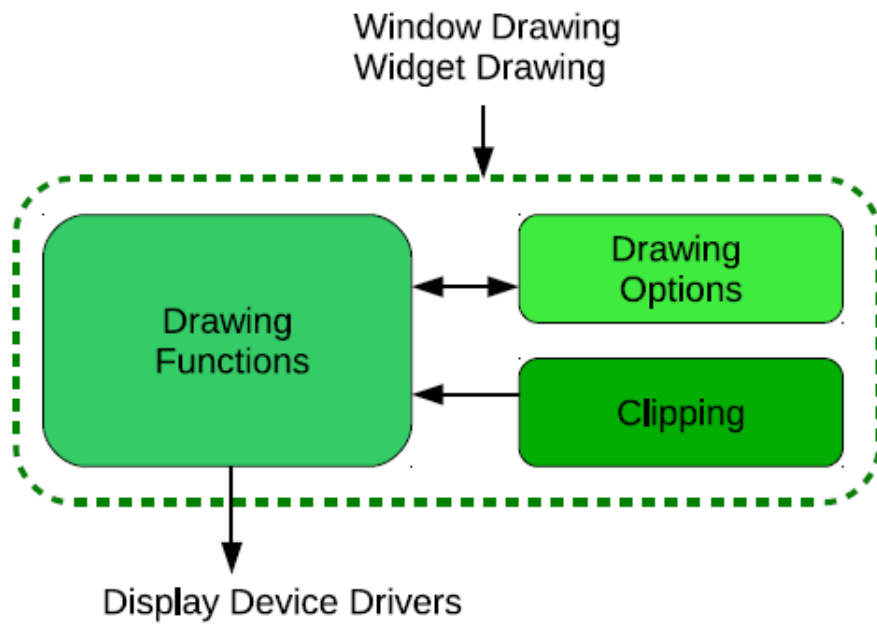 Window Drawing
Widget Drawing
Drawing
Functions
Drawing
Options
Clipping
Display Device Drivers